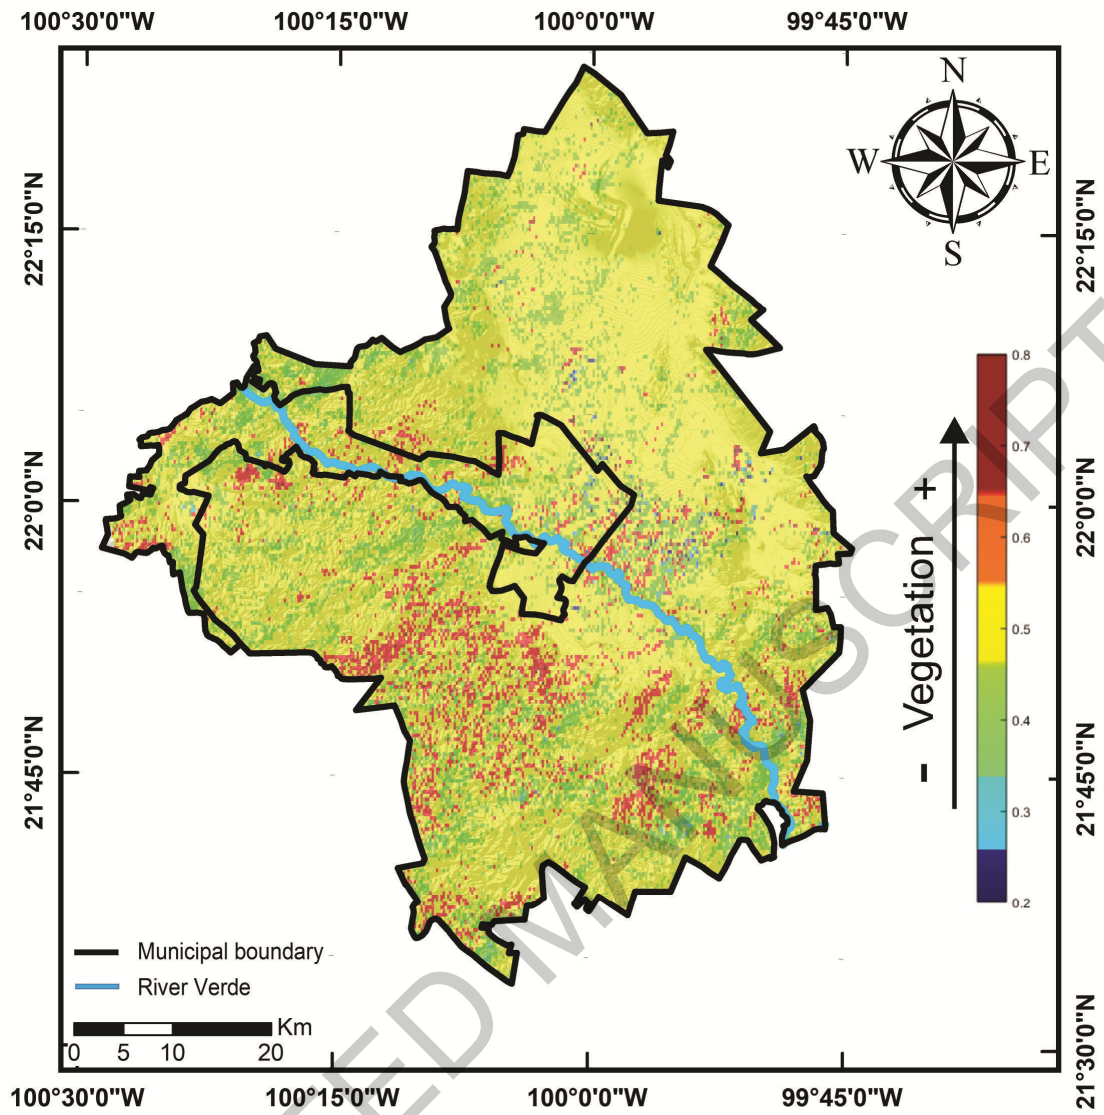 100°30'0"W 100°15'0"W 100°0'0"W 99°45'0"W
N
W E
S
22°15'0"N
22°0'0"N
21°45'0"N
22°15'0"N
22°0'0"N
21°45'0"N
21°30'0"N
0.8
0.7
0.6
0.5
0.4
0.3
0.2
- Vegetation +
Municipal boundary
River Verde
Km
0 5 10 20
100°30'0"W 100°15'0"W 100°0'0"W 99°45'0"W
TED MANUSCRIPT